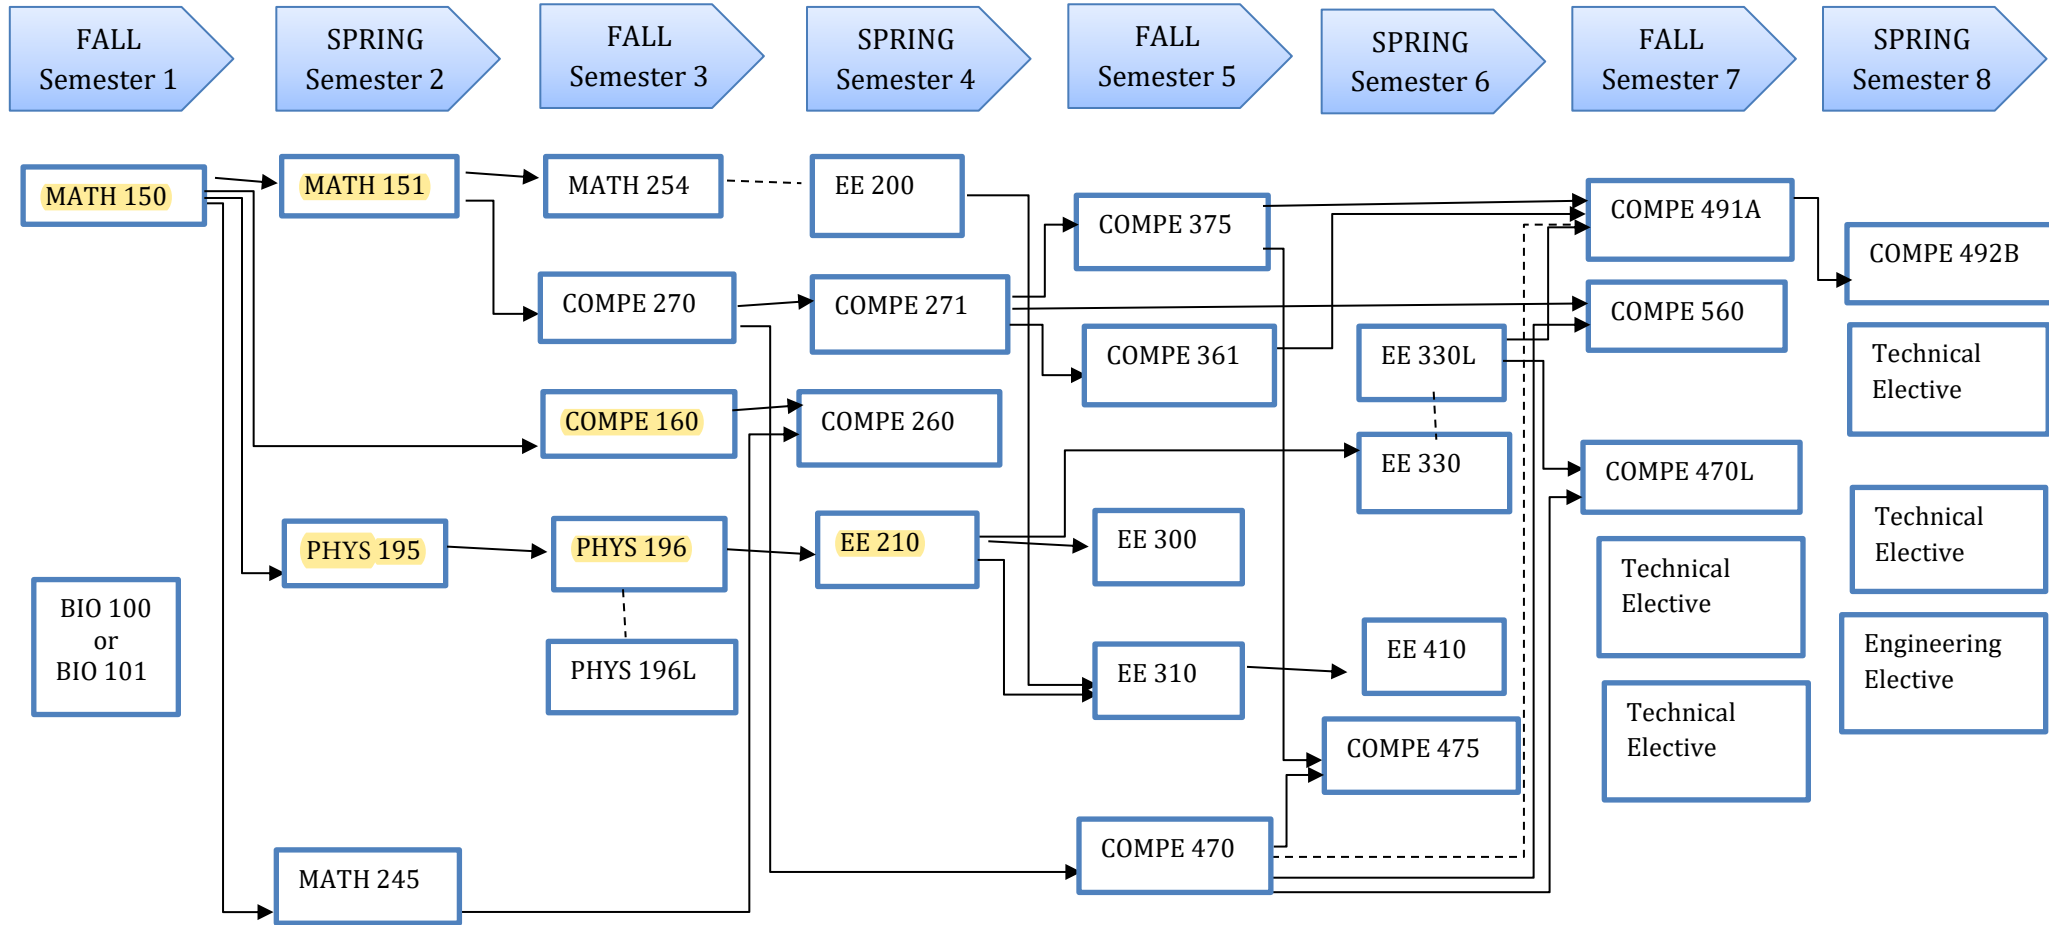 FALL
Semester 1
SPRING
Semester 2
FALL
Semester 3
SPRING
Semester 4
FALL
Semester 5
SPRING
Semester 6
FALL
Semester 7
SPRING
Semester 8
MATH 150
BIO 100
or
BIO 101
MATH 151
PHYS 195
MATH 245
MATH 254
COMPE 270
COMPE 160
PHYS 196
PHYS 196L
EE 200
COMPE 271
COMPE 260
EE 210
COMPE 375
COMPE 361
EE 300
EE 310
COMPE 470
EE 330L
EE 330
EE 410
COMPE 475
COMPE 491A
COMPE 560
COMPE 470L
Technical
Elective
Technical
Elective
COMPE 492B
Technical
Elective
Technical
Elective
Engineering
Elective